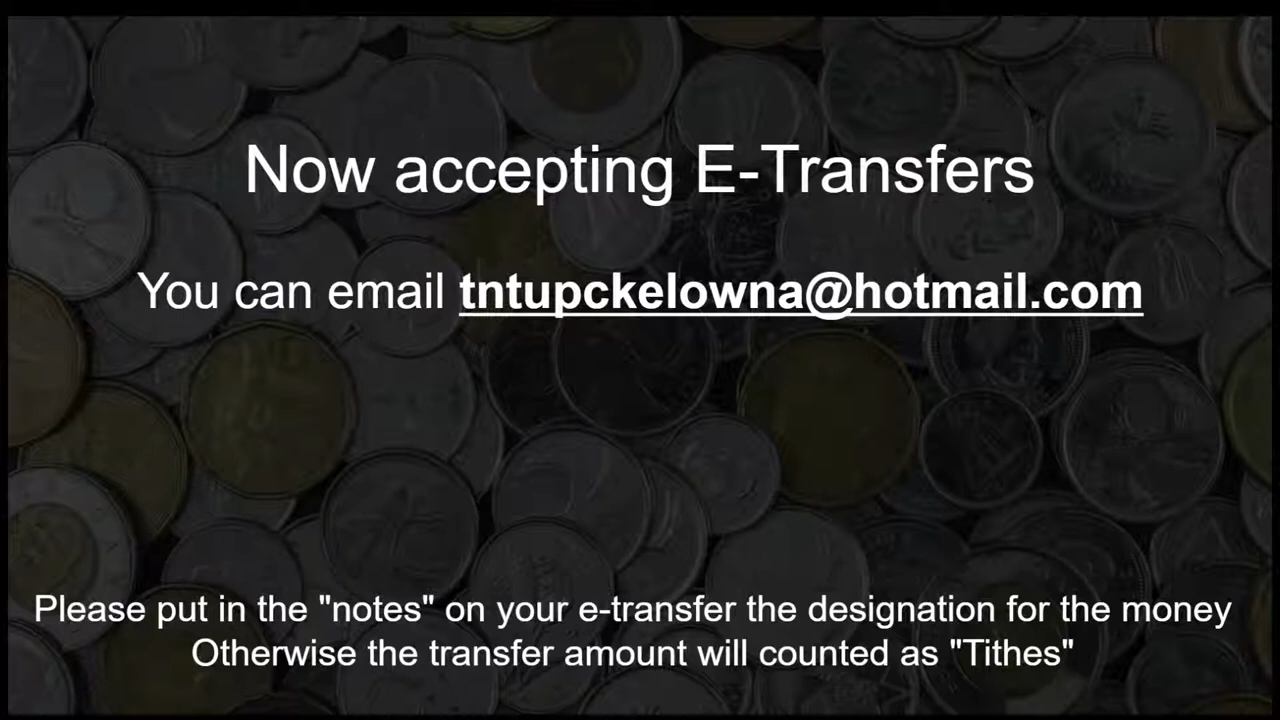 Now accepting E-Transfers
You can email tntupckelowna@hotmail.com
Please put in the "notes" on your e-transfer the designation for the money
Otherwise the transfer amount will counted as "Tithes"